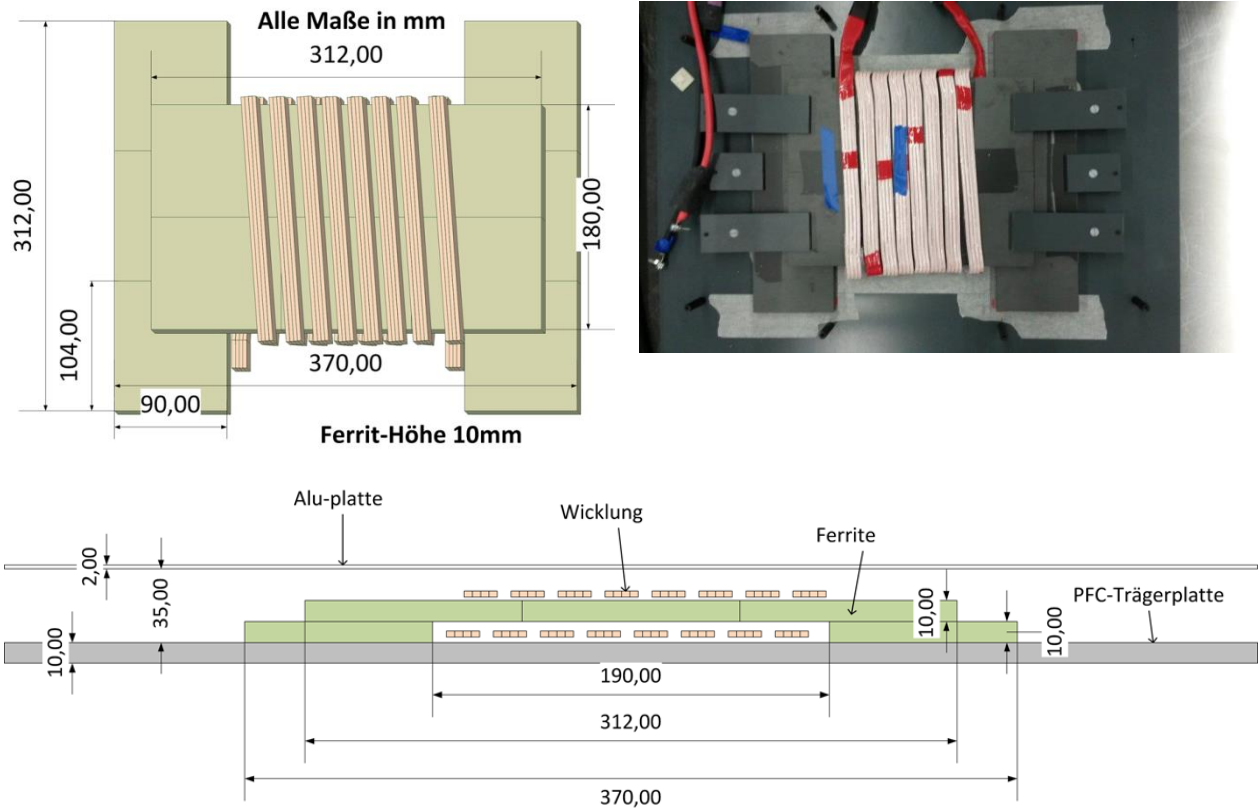 Alle Maße in mm
312,00
312,00
180,00
104,00
370,00
90,00
Ferrit-Höhe 10mm
Alu-platte
Wicklung
Ferrite
PFC-Trägerplatte
2,00
35,00
10,00
10,00
10,00
190,00
312,00
370,00